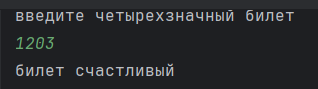 введите четырехзначный билет
1203
билет счастливый